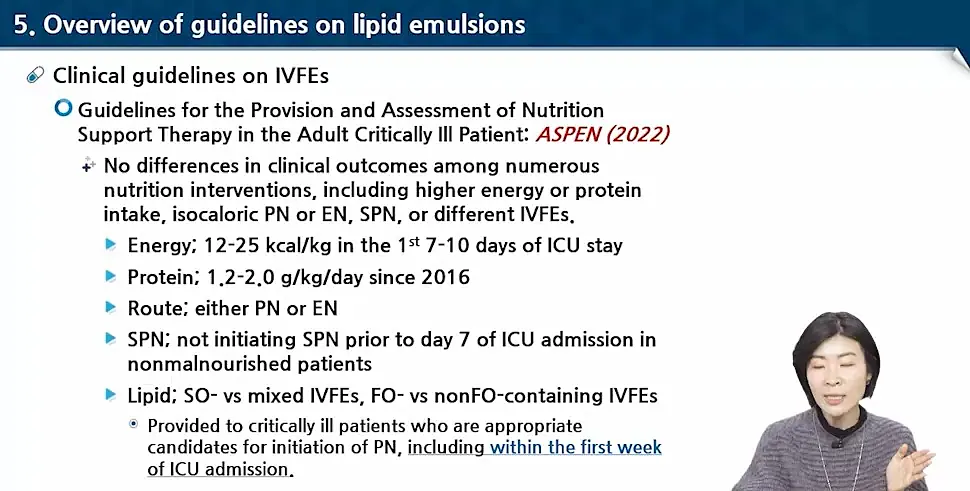 5. Overview of guidelines on lipid emulsions
Clinical guidelines on IVFEs
Guidelines for the Provision and Assessment of Nutrition
Support Therapy in the Adult Critically Ill Patient: ASPEN (2022)
No differences in clinical outcomes among numerous
nutrition interventions, including higher energy or protein
intake, isocaloric PN or EN, SPN, or different IVFEs.
Energy; 12-25 kcal/kg in the 1st 7-10 days of ICU stay
Protein; 1.2-2.0 g/kg/day since 2016
Route; either PN or EN
SPN; not initiating SPN prior to day 7 of ICU admission in
nonmalnourished patients
Lipid; SO- vs mixed IVFEs, FO- vs nonFO-containing IVFEs
Provided to critically ill patients who are appropriate
candidates for initiation of PN, including within the first week
of ICU admission.